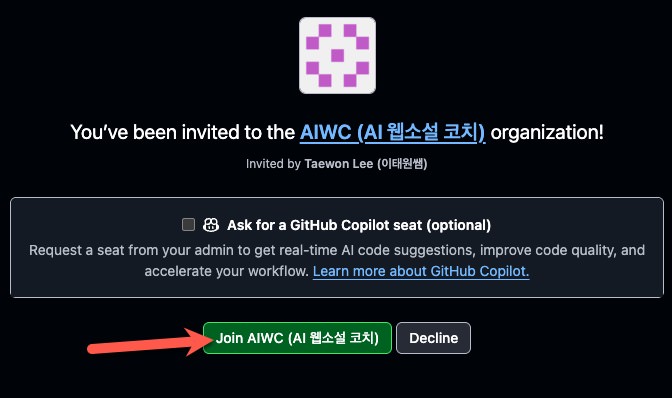 You've been invited to the AIWC (AI 웹소설 코치) organization!
Invited by Taewon Lee (이태원쌤)
Ask for a GitHub Copilot seat (optional)
Request a seat from your admin to get real-time AI code suggestions, improve code quality, and
accelerate your workflow. Learn more about GitHub Copilot.
Join AIWC (AI 웹소설 코치)
Decline